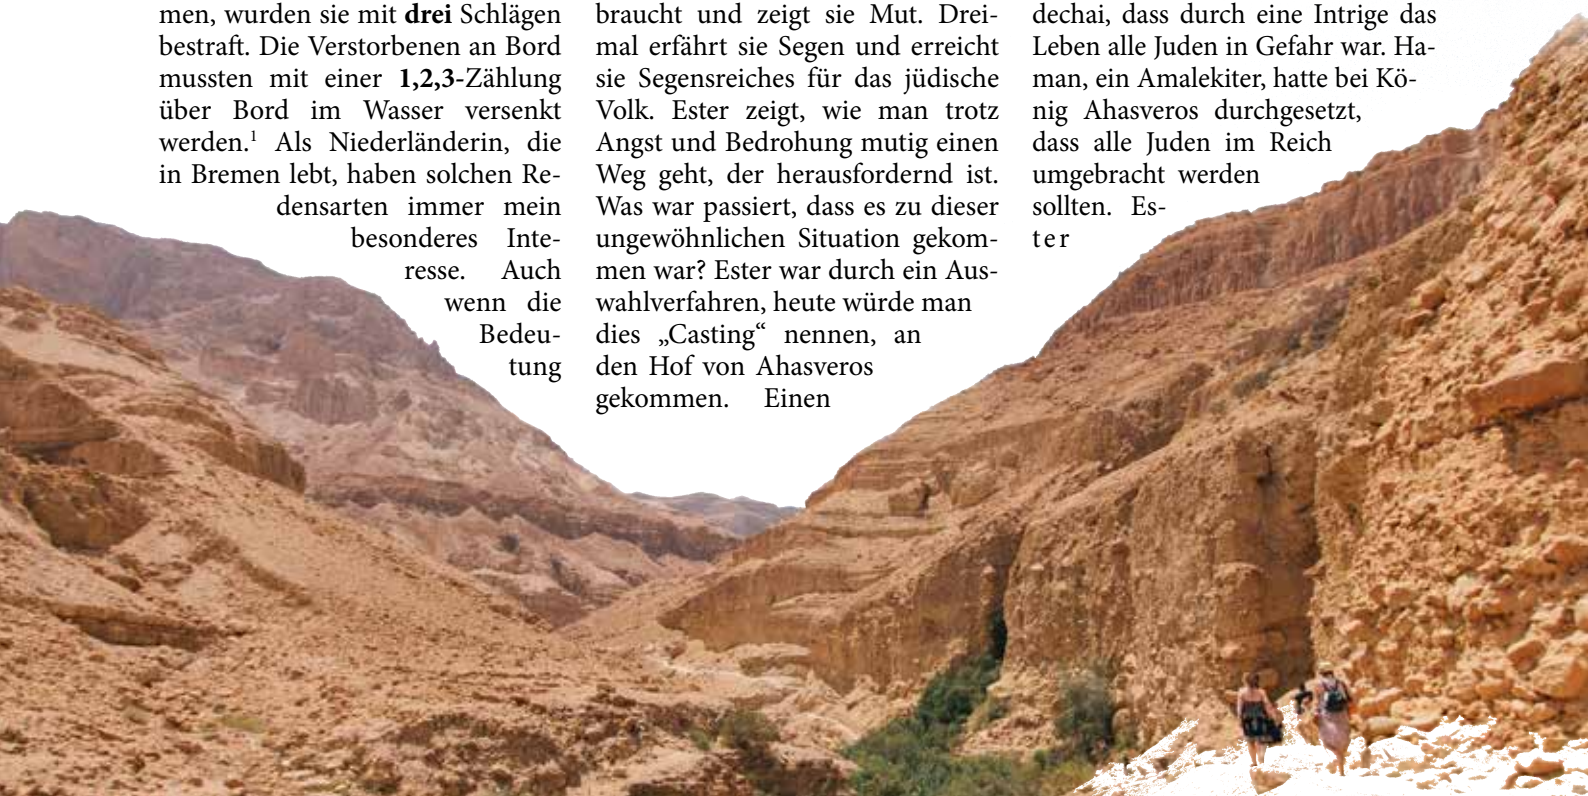 men, wurden sie mit drei Schlägen
bestraft. Die Verstorbenen an Bord
mussten mit einer 1,2,3-Zählung
über Bord im Wasser versenkt
werden.¹ Als Niederländerin, die
in Bremen lebt, haben solchen Re-
densarten immer mein
besonderes Inte-
resse. Auch
wenn die
Bedeu-
tung
braucht und zeigt sie Mut. Drei-
mal erfährt sie Segen und erreicht
sie Segensreiches für das jüdische
Volk. Ester zeigt, wie man trotz
Angst und Bedrohung mutig einen
Weg geht, der herausfordernd ist.
Was war passiert, dass es zu dieser
ungewöhnlichen Situation gekom-
men war? Ester war durch ein Aus-
wahlverfahren, heute würde man
dies „Casting“ nennen, an
den Hof von Ahasveros
gekommen. Einen
dechai, dass durch eine Intrige das
Leben alle Juden in Gefahr war. Ha-
man, ein Amalekiter, hatte bei Kö-
nig Ahasveros durchgesetzt,
dass alle Juden im Reich
umgebracht werden
sollten. Es-
ter